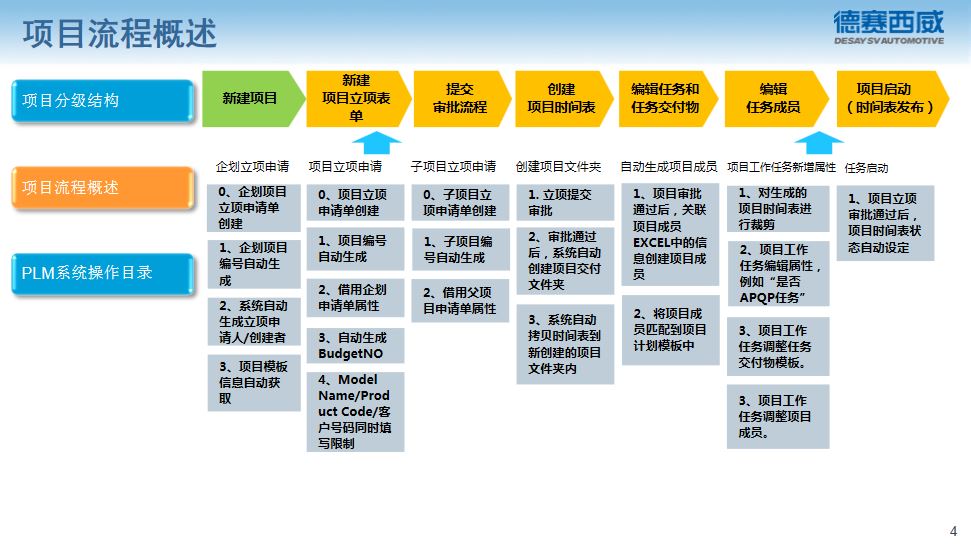 项目流程概述
德赛西威
DESAY SV AUTOMOTIVE
项目分级结构
项目流程概述
PLM系统操作目录
新建项目
新建
项目立项表
单
提交
审批流程
创建
项目时间表
编辑任务和
任务交付物
编辑
任务成员
项目启动
（时间表发布）
企划立项申请
0、企划项目
立项申请单
创建
1、企划项目
编号自动生
成
2、系统自动
生成立项申
请人/创建者
3、项目模板
信息自动获
取
项目立项申请
0、项目立项
申请单创建
1、项目编号
自动生成
2、借用企划
申请单属性
3、自动生成
BudgetNO
4、Model
Name/Prod
uct Code/客
户号码同时填
写限制
子项目立项申请
0、子项目立
项申请单创建
1、子项目编
号自动生成
2、借用父项
目申请单属性
创建项目文件夹
1. 立项提交
审批
2、审批通过
后，系统自动
创建项目交付
文件夹
3、系统自动
拷贝时间表到
新创建的项目
文件夹内
自动生成项目成员
1、项目审批
通过后，关联
项目成员
EXCEL中的信
息创建项目成
员
2、将项目成
员匹配到项目
计划模板中
项目工作任务新增属性
1、对生成的
项目时间表进
行裁剪
2、项目工作
任务编辑属性，
例如“是否
APQP任务”
3、项目工作
任务调整任务
交付物模板。
3、项目工作
任务调整项目
成员。
任务启动
1、项目立项
审批通过后，
项目时间表状
态自动设定
4